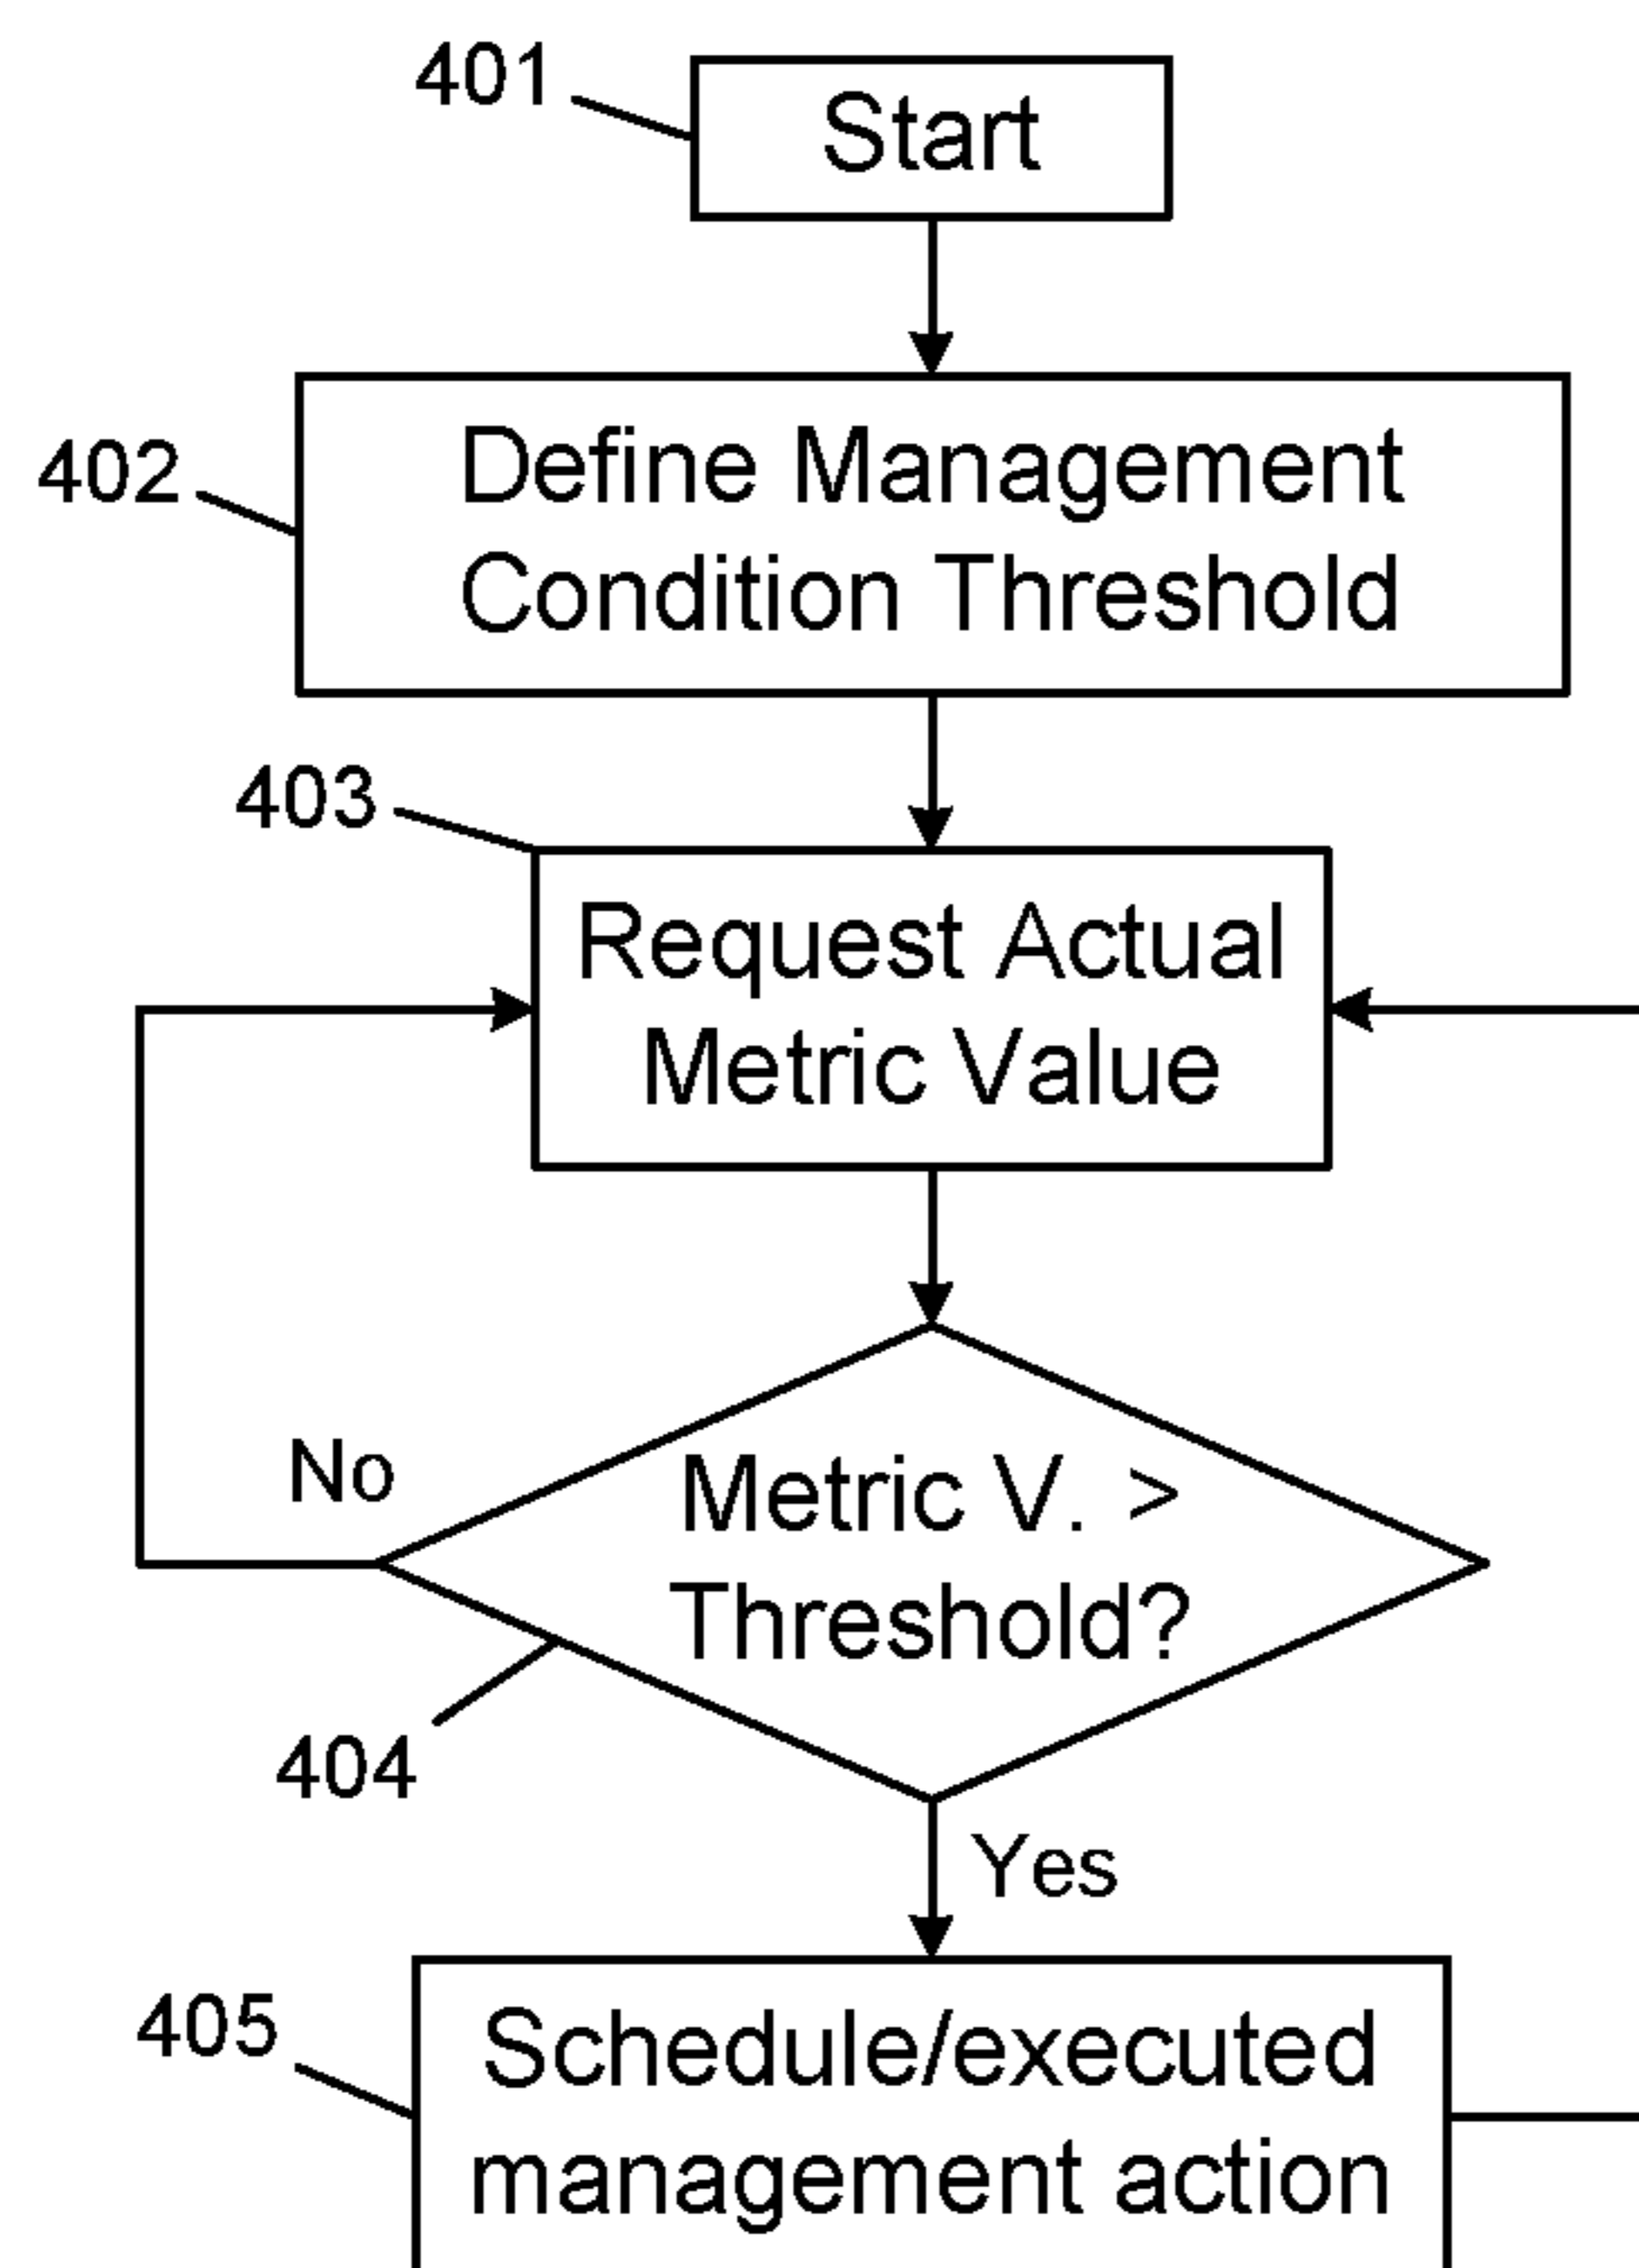 401
Start
402
Define Management
Condition Threshold
403
Request Actual
Metric Value
No
Metric V. >
Threshold?
404
Yes
405
Schedule/executed
management action